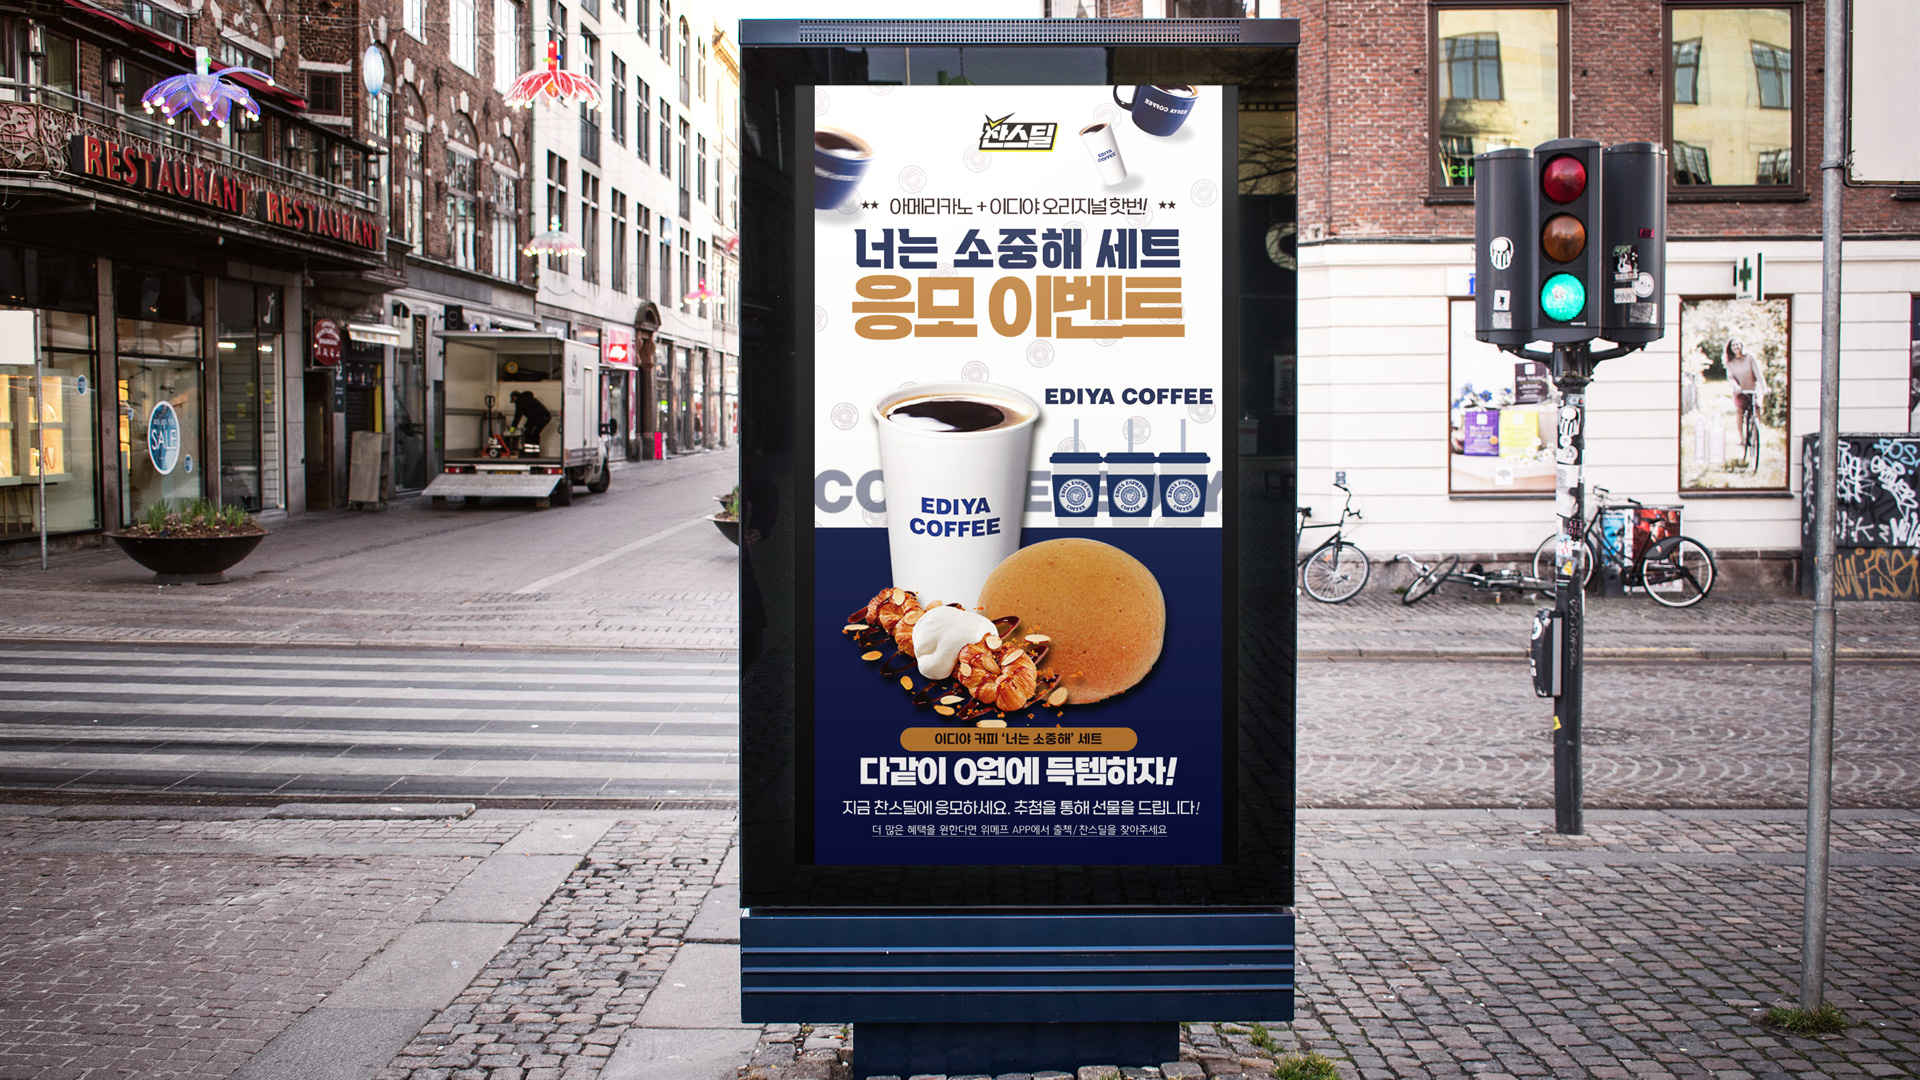 RESTAURANT RESTAURANT
SALE
찬스딜
EDIYA COFFEE
EDIYA
COFFEE
★★ 아메리카노 + 이디야 오리지널 핫번! ★★
너는 소중해 세트
응모 이벤트
EDIYA COFFEE
EDIYA
COFFEE
이디야 커피 ‘너는 소중해’ 세트
다같이 0원에 득템하자!
지금 찬스딜에 응모하세요. 추첨을 통해 선물을 드립니다!
더 많은 혜택을 원한다면 위메프 APP에서 출첵/찬스딜을 찾아주세요